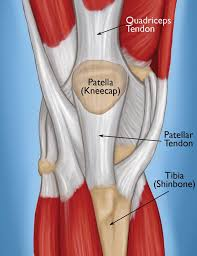 Quadriceps
Tendon
Patella
(Kneecap)
Patellar
Tendon
Tibia
(Shinbone)